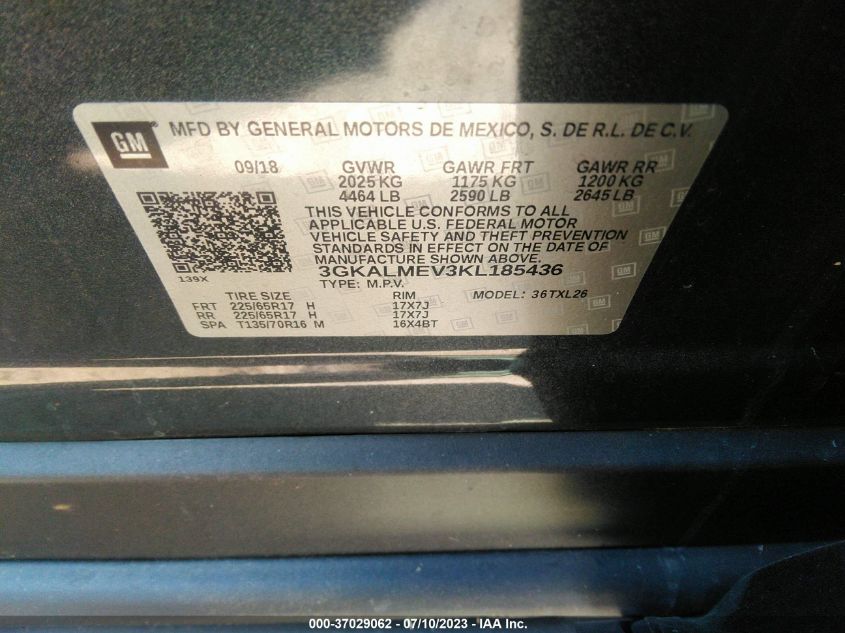 GM ® MFD BY GENERAL MOTORS DE MEXICO, S. DE R.L. DE C.V.
09/18 GVWR GAWR FRT GAWR RR
2025 KG 1175 KG 1200 KG
4464 LB 2590 LB 2645 LB
THIS VEHICLE CONFORMS TO ALL
APPLICABLE U.S. FEDERAL MOTOR
VEHICLE SAFETY AND THEFT PREVENTION
STANDARDS IN EFFECT ON THE DATE OF
MANUFACTURE SHOWN ABOVE.
139X 3GKALMEV3KL185436
TYPE: M.P.V.
TIRE SIZE RIM MODEL: 36TXL26
FRT 225/65R17 H 17X7J
RR 225/65R17 H 17X7J
SPA T135/70R16 M 16X4BT
000-37029062 - 07/10/2023 - IAA Inc.